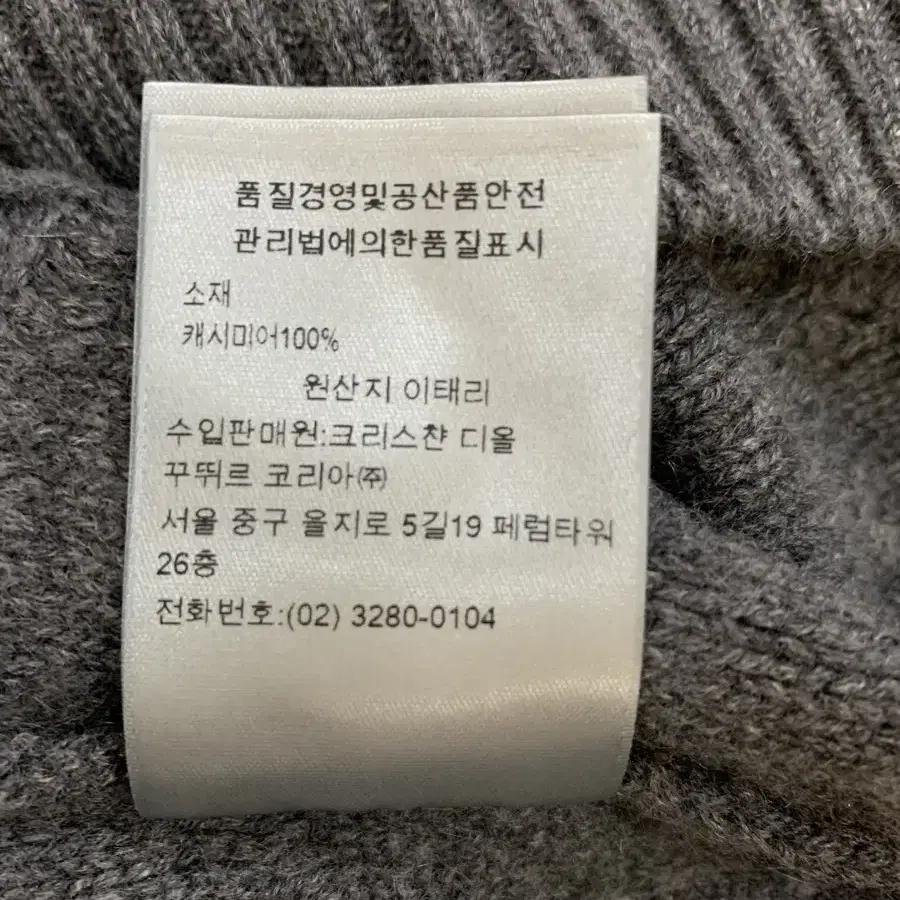 품질경영및공산품안전
관리법에의한품질표시
소재
캐시미어100%
원산지 이태리
수입판매원:크리스챤 디올
꾸뛰르 코리아㈜
서울 중구 을지로 5길19 페럼타워
26층
전화번호:(02) 3280-0104